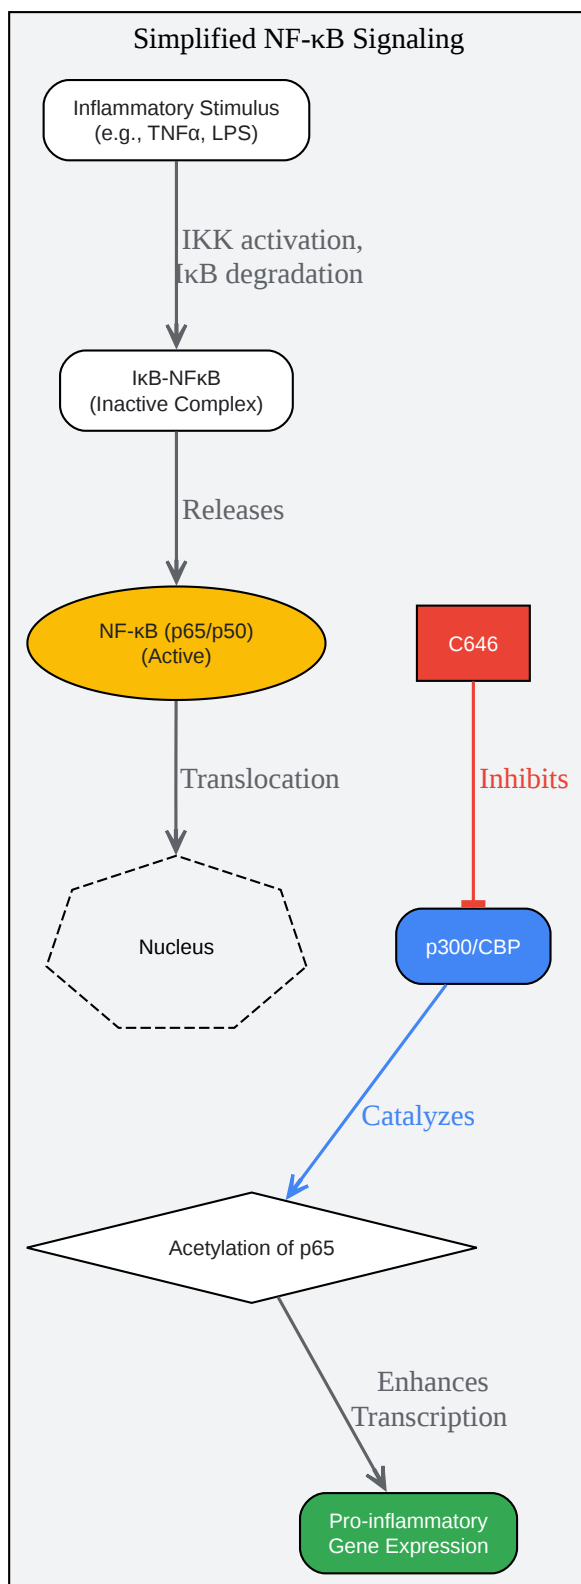 Simplified NF-κB Signaling
Inflammatory Stimulus
(e.g., TNFα, LPS)
IKK activation,
IκB degradation
IκB-NFκB
(Inactive Complex)
Releases
NF-κB (p65/p50)
(Active)
C646
Translocation
Inhibits
Nucleus
p300/CBP
Catalyzes
Acetylation of p65
Enhances
Transcription
Pro-inflammatory
Gene Expression